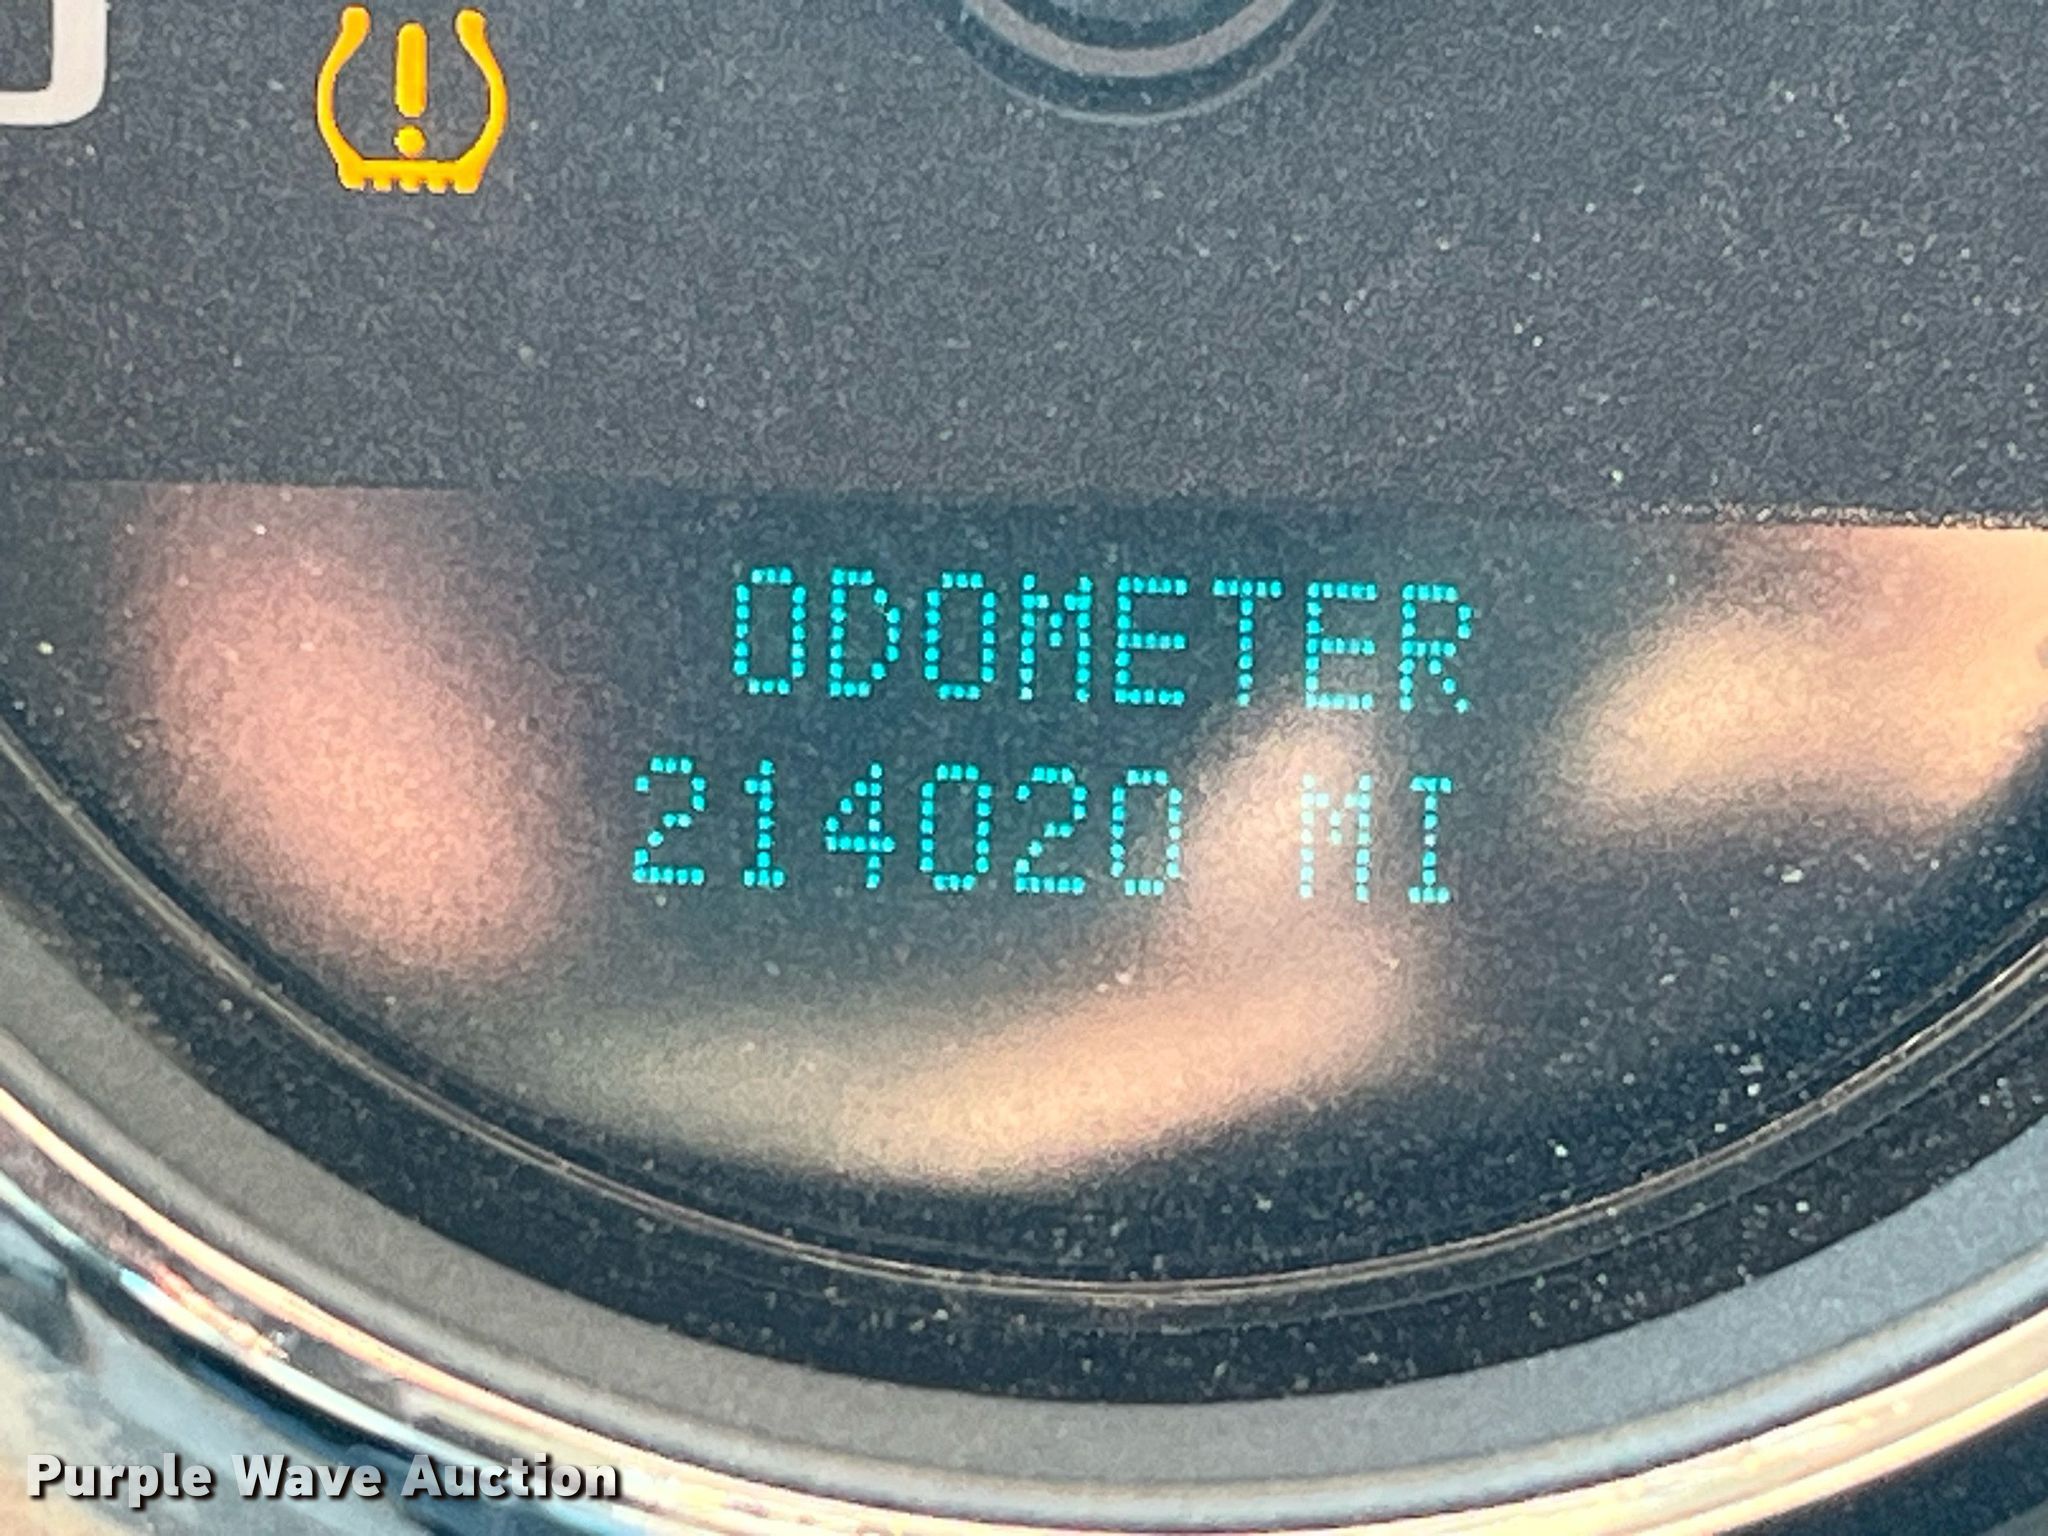 ODOMETER
214020 MI
Purple Wave Auction